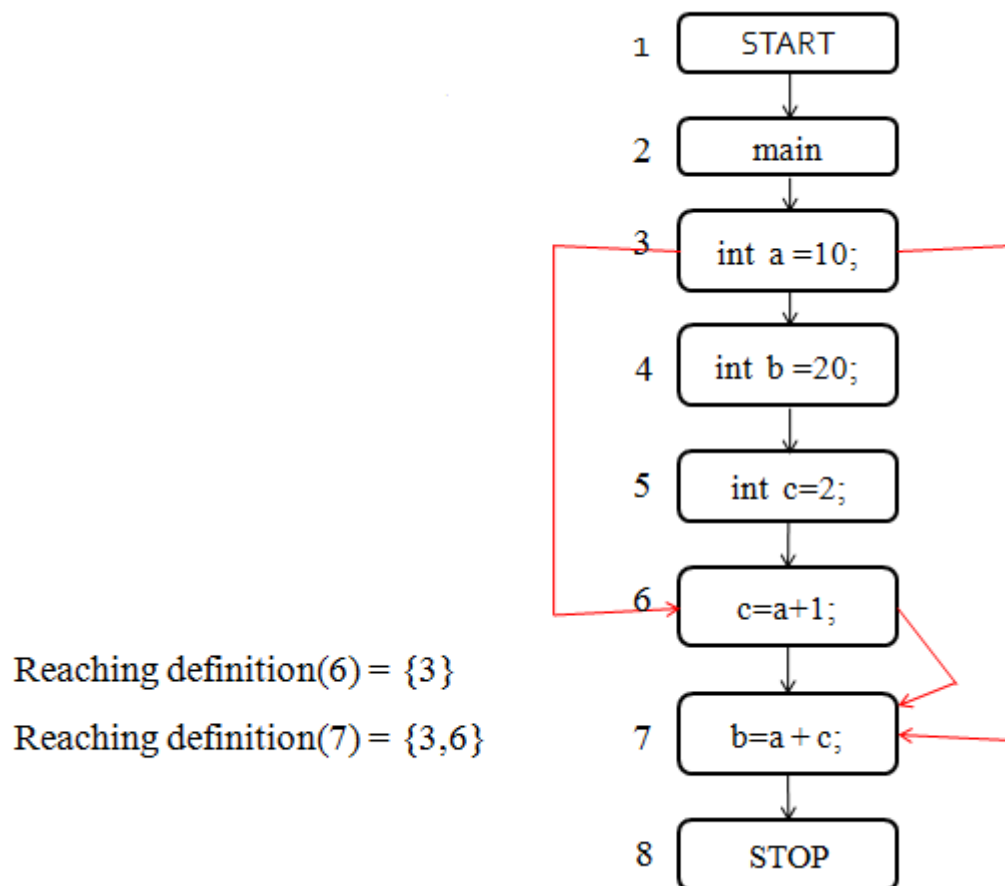 1 START
2 main
3 int a =10;
4 int b =20;
5 int c=2;
6 c=a+1;
Reaching definition(6) = {3}
Reaching definition(7) = {3,6}
7 b=a + c;
8 STOP